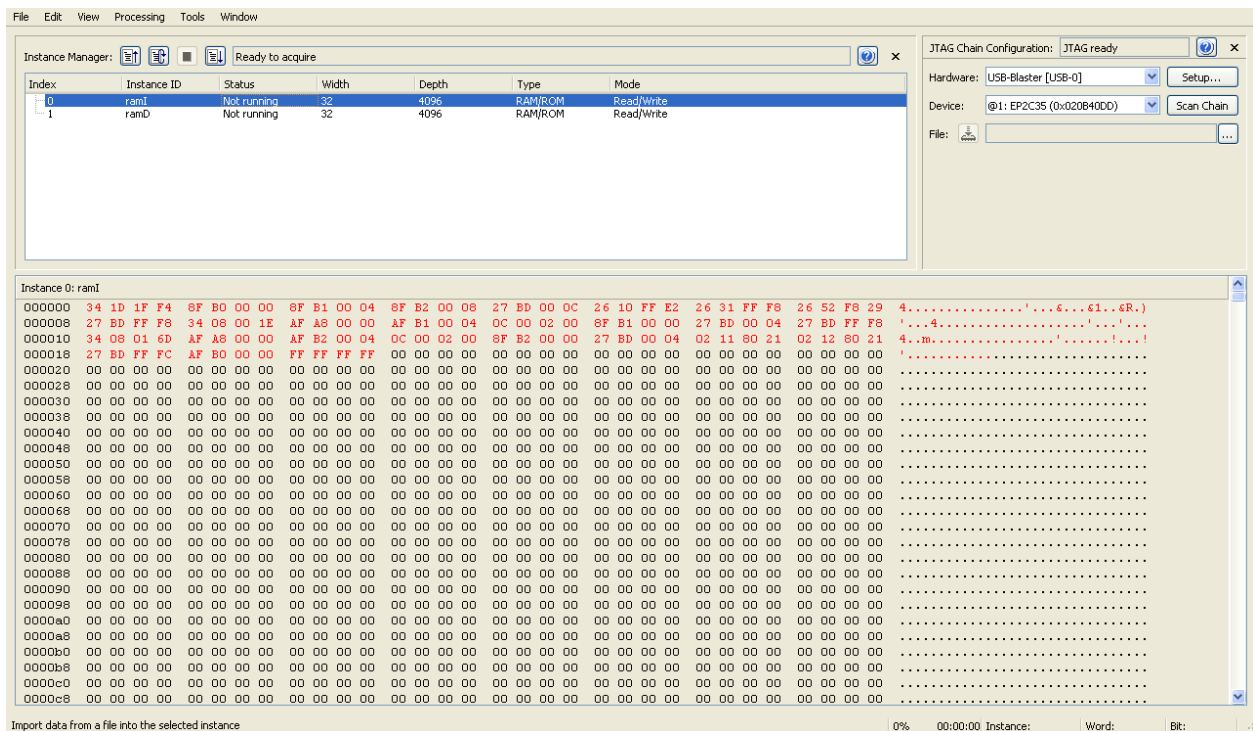 File Edit View Processing Tools Window
Instance Manager: Ready to acquire
JTAG Chain Configuration: JTAG ready
Index Instance ID Status Width Depth Type Mode
0 ramI Not running 32 4096 RAM/ROM Read/Write
1 ramD Not running 32 4096 RAM/ROM Read/Write
Hardware: USB-Blaster [USB-0] Setup...
Device: @1: EP2C35 (0x020B40DD) Scan Chain
File: ...
Instance 0: ramI
000000 34 1D 1F F4 8F B0 00 00 8F B1 00 04 8F B2 00 08 27 BD 00 0C 26 10 FF E2 26 31 FF F8 26 52 F8 29 4...............'...&...&1..&R.)
000008 27 BD FF F8 34 08 00 1E AF A8 00 00 AF B1 00 04 0C 00 02 00 8F B1 00 00 27 BD 00 04 27 BD FF F8 '...4...................'...'...
000010 34 08 01 6D AF A8 00 00 AF B2 00 04 0C 00 02 00 8F B2 00 00 27 BD 00 04 02 11 80 21 02 12 80 21 4..m................'......!...!
000018 27 BD FF FC AF B0 00 00 FF FF FF FF 00 00 00 00 00 00 00 00 00 00 00 00 00 00 00 00 00 00 00 00 '...............................
000020 00 00 00 00 00 00 00 00 00 00 00 00 00 00 00 00 00 00 00 00 00 00 00 00 00 00 00 00 00 00 00 00 ................................
000028 00 00 00 00 00 00 00 00 00 00 00 00 00 00 00 00 00 00 00 00 00 00 00 00 00 00 00 00 00 00 00 00 ................................
000030 00 00 00 00 00 00 00 00 00 00 00 00 00 00 00 00 00 00 00 00 00 00 00 00 00 00 00 00 00 00 00 00 ................................
000038 00 00 00 00 00 00 00 00 00 00 00 00 00 00 00 00 00 00 00 00 00 00 00 00 00 00 00 00 00 00 00 00 ................................
000040 00 00 00 00 00 00 00 00 00 00 00 00 00 00 00 00 00 00 00 00 00 00 00 00 00 00 00 00 00 00 00 00 ................................
000048 00 00 00 00 00 00 00 00 00 00 00 00 00 00 00 00 00 00 00 00 00 00 00 00 00 00 00 00 00 00 00 00 ................................
000050 00 00 00 00 00 00 00 00 00 00 00 00 00 00 00 00 00 00 00 00 00 00 00 00 00 00 00 00 00 00 00 00 ................................
000058 00 00 00 00 00 00 00 00 00 00 00 00 00 00 00 00 00 00 00 00 00 00 00 00 00 00 00 00 00 00 00 00 ................................
000060 00 00 00 00 00 00 00 00 00 00 00 00 00 00 00 00 00 00 00 00 00 00 00 00 00 00 00 00 00 00 00 00 ................................
000068 00 00 00 00 00 00 00 00 00 00 00 00 00 00 00 00 00 00 00 00 00 00 00 00 00 00 00 00 00 00 00 00 ................................
000070 00 00 00 00 00 00 00 00 00 00 00 00 00 00 00 00 00 00 00 00 00 00 00 00 00 00 00 00 00 00 00 00 ................................
000078 00 00 00 00 00 00 00 00 00 00 00 00 00 00 00 00 00 00 00 00 00 00 00 00 00 00 00 00 00 00 00 00 ................................
000080 00 00 00 00 00 00 00 00 00 00 00 00 00 00 00 00 00 00 00 00 00 00 00 00 00 00 00 00 00 00 00 00 ................................
000088 00 00 00 00 00 00 00 00 00 00 00 00 00 00 00 00 00 00 00 00 00 00 00 00 00 00 00 00 00 00 00 00 ................................
000090 00 00 00 00 00 00 00 00 00 00 00 00 00 00 00 00 00 00 00 00 00 00 00 00 00 00 00 00 00 00 00 00 ................................
000098 00 00 00 00 00 00 00 00 00 00 00 00 00 00 00 00 00 00 00 00 00 00 00 00 00 00 00 00 00 00 00 00 ................................
0000a0 00 00 00 00 00 00 00 00 00 00 00 00 00 00 00 00 00 00 00 00 00 00 00 00 00 00 00 00 00 00 00 00 ................................
0000a8 00 00 00 00 00 00 00 00 00 00 00 00 00 00 00 00 00 00 00 00 00 00 00 00 00 00 00 00 00 00 00 00 ................................
0000b0 00 00 00 00 00 00 00 00 00 00 00 00 00 00 00 00 00 00 00 00 00 00 00 00 00 00 00 00 00 00 00 00 ................................
0000b8 00 00 00 00 00 00 00 00 00 00 00 00 00 00 00 00 00 00 00 00 00 00 00 00 00 00 00 00 00 00 00 00 ................................
0000c0 00 00 00 00 00 00 00 00 00 00 00 00 00 00 00 00 00 00 00 00 00 00 00 00 00 00 00 00 00 00 00 00 ................................
0000c8 00 00 00 00 00 00 00 00 00 00 00 00 00 00 00 00 00 00 00 00 00 00 00 00 00 00 00 00 00 00 00 00 ................................
Import data from a file into the selected instance 0% 00:00:00 Instance: Word: Bit: